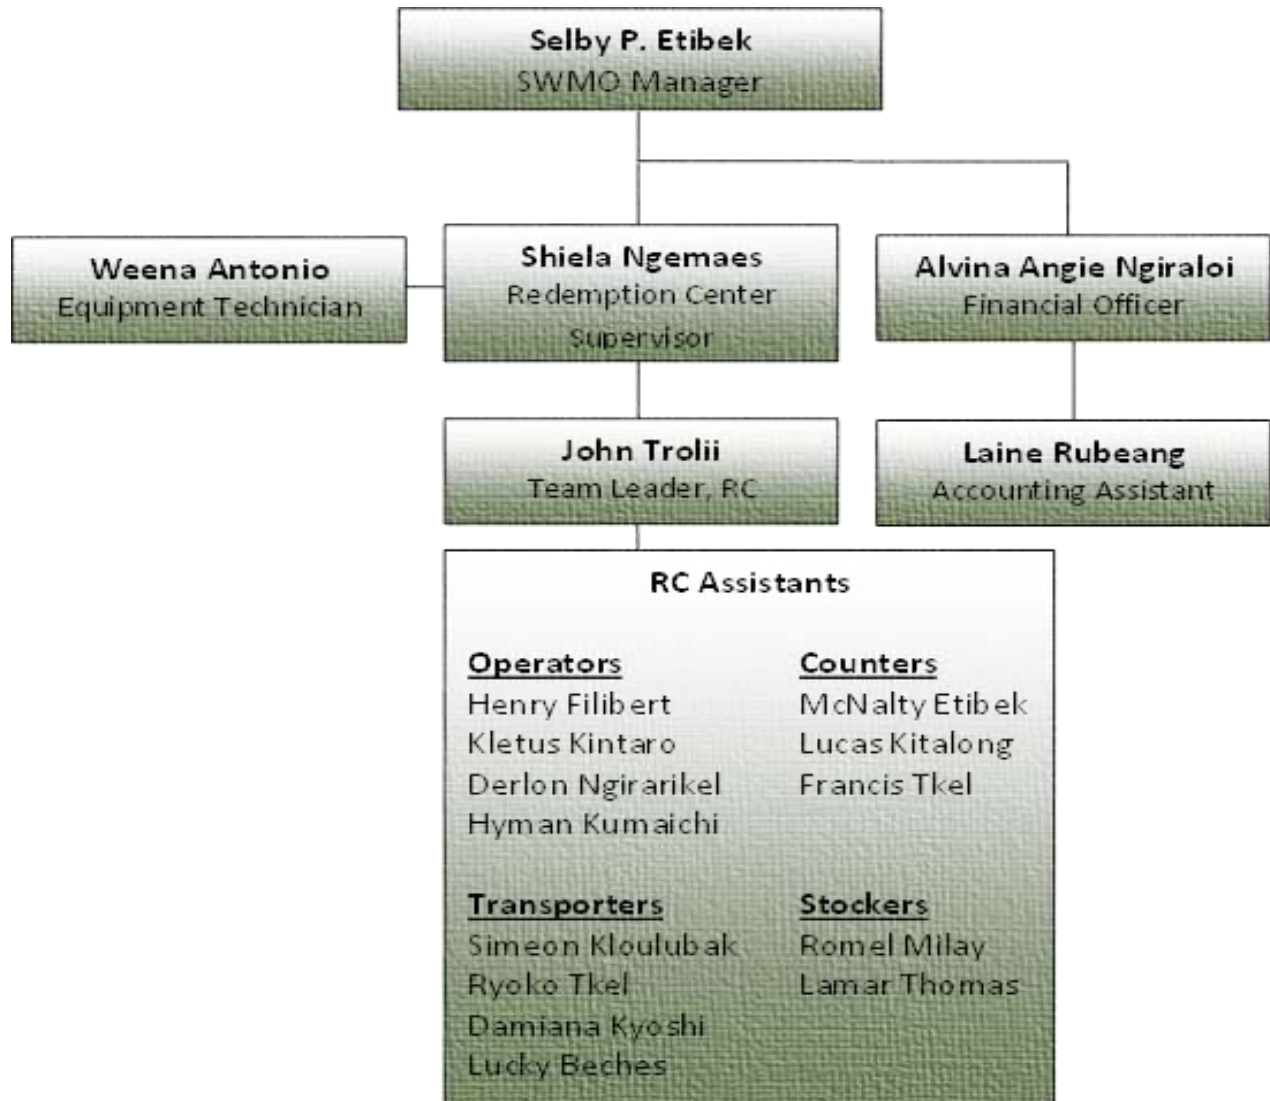 Selby P. Etibek
SWMO Manager
Weena Antonio
Equipment Technician
Shiela Ngemaes
Redemption Center
Supervisor
Alvina Angie Ngiraloi
Financial Officer
John Trolii
Team Leader, RC
Laine Rubeang
Accounting Assistant
RC Assistants
Operators
Henry Filibert
Kletus Kintaro
Derlon Ngirarikel
Hyman Kumaichi
Counters
McNalty Etibek
Lucas Kitalong
Francis Tkel
Transporters
Simeon Kloulubak
Ryoko Tkel
Damiana Kyoshi
Lucky Beches
Stockers
Romel Milay
Lamar Thomas